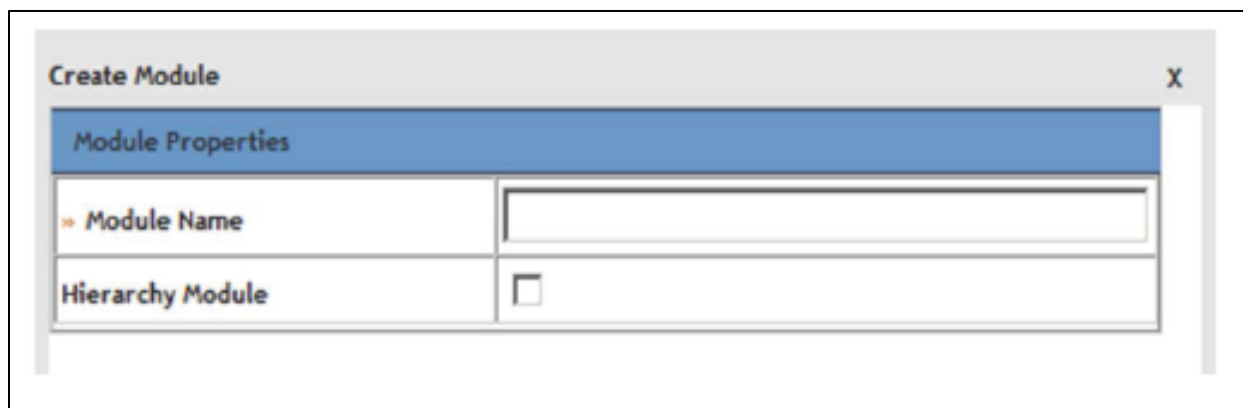 Create Module X
Module Properties
» Module Name
Hierarchy Module